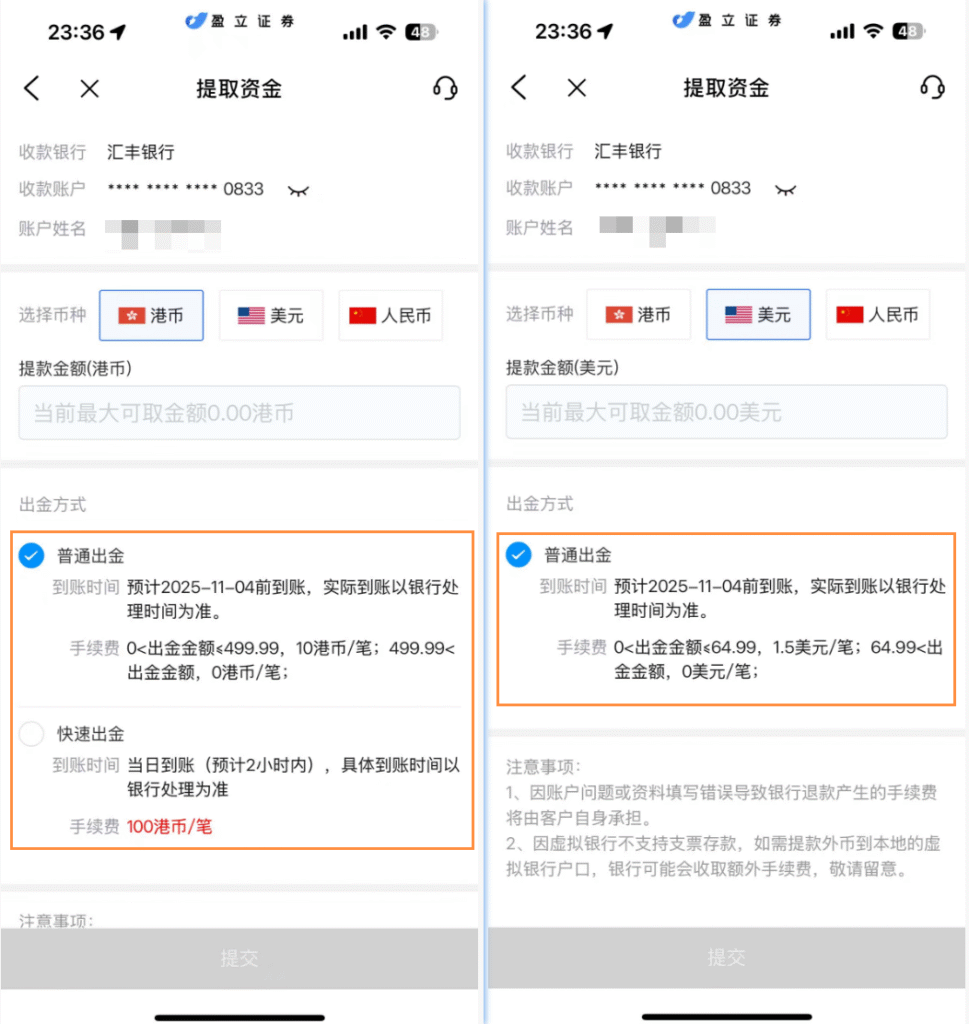 23:36
盈立证券
48
提取资金
收款银行 汇丰银行
收款账户 **** **** **** 0833
账户姓名
选择币种 港币 美元 人民币
提款金额(港币)
当前最大可取金额0.00港币
出金方式
普通出金
到账时间 预计2025-11-04前到账，实际到账以银行处
理时间为准。
手续费 0<出金金额≤499.99，10港币/笔；499.99<
出金金额，0港币/笔；
快速出金
到账时间 当日到账（预计2小时内），具体到账时间以
银行处理为准
手续费 100港币/笔
注意事项：
提交
23:36
盈立证券
48
提取资金
收款银行 汇丰银行
收款账户 **** **** **** 0833
账户姓名
选择币种 港币 美元 人民币
提款金额(美元)
当前最大可取金额0.00美元
出金方式
普通出金
到账时间 预计2025-11-04前到账，实际到账以银行处
理时间为准。
手续费 0<出金金额≤64.99，1.5美元/笔；64.99<出
金金额，0美元/笔；
注意事项：
1、因账户问题或资料填写错误导致银行退款产生的手续费
将由客户自身承担。
2、因虚拟银行不支持支票存款，如需提款外币到本地的虚
拟银行户口，银行可能会收取额外手续费，敬请留意。
提交